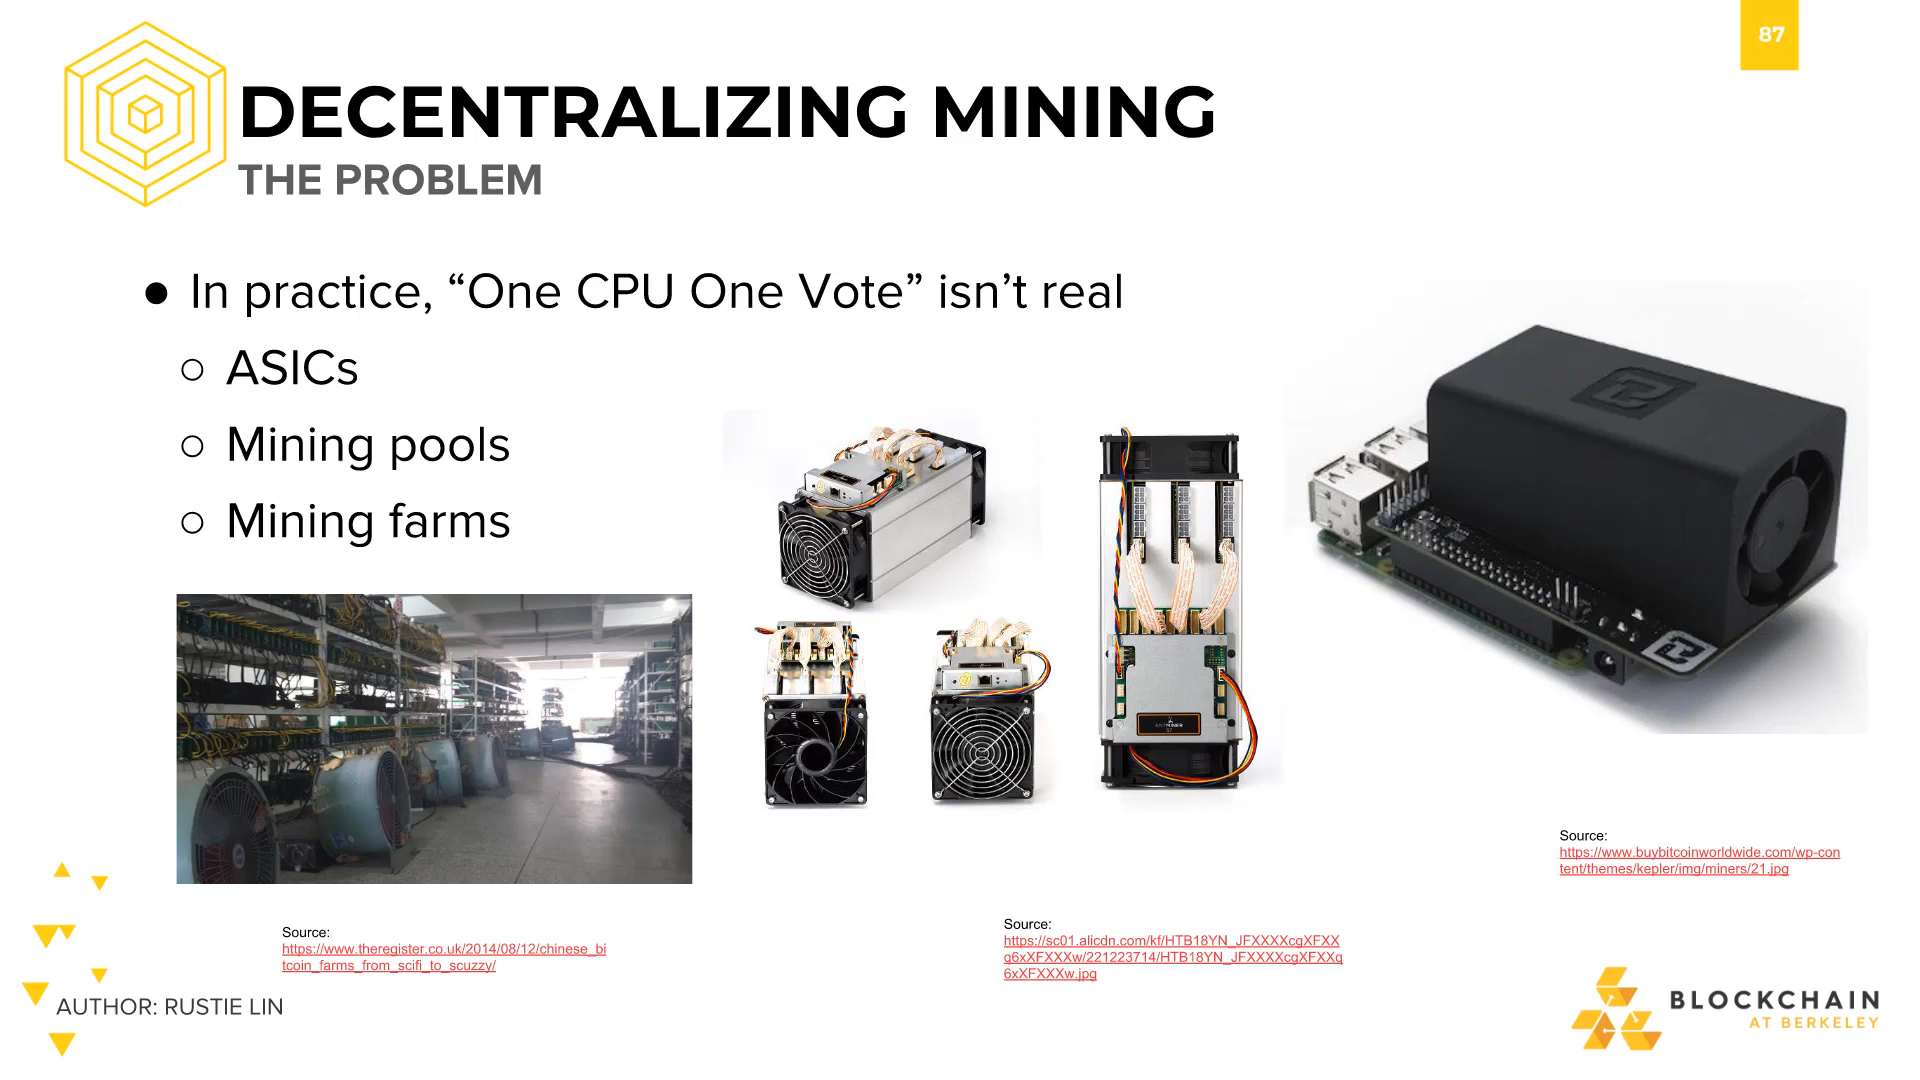 87
DECENTRALIZING MINING
THE PROBLEM
● In practice, “One CPU One Vote” isn’t real
○ ASICs
○ Mining pools
○ Mining farms
Source:
https://www.buybitcoinworldwide.com/wp-con
tent/themes/kepler/img/miners/21.jpg
Source:
https://sc01.alicdn.com/kf/HTB18YN_JFXXXXcgXFXX
q6xXFXXXw/221223714/HTB18YN_JFXXXXcgXFXXq
6xXFXXXw.jpg
Source:
https://www.theregister.co.uk/2014/08/12/chinese_bi
tcoin_farms_from_scifi_to_scuzzy/
AUTHOR: RUSTIE LIN
BLOCKCHAIN
AT BERKELEY